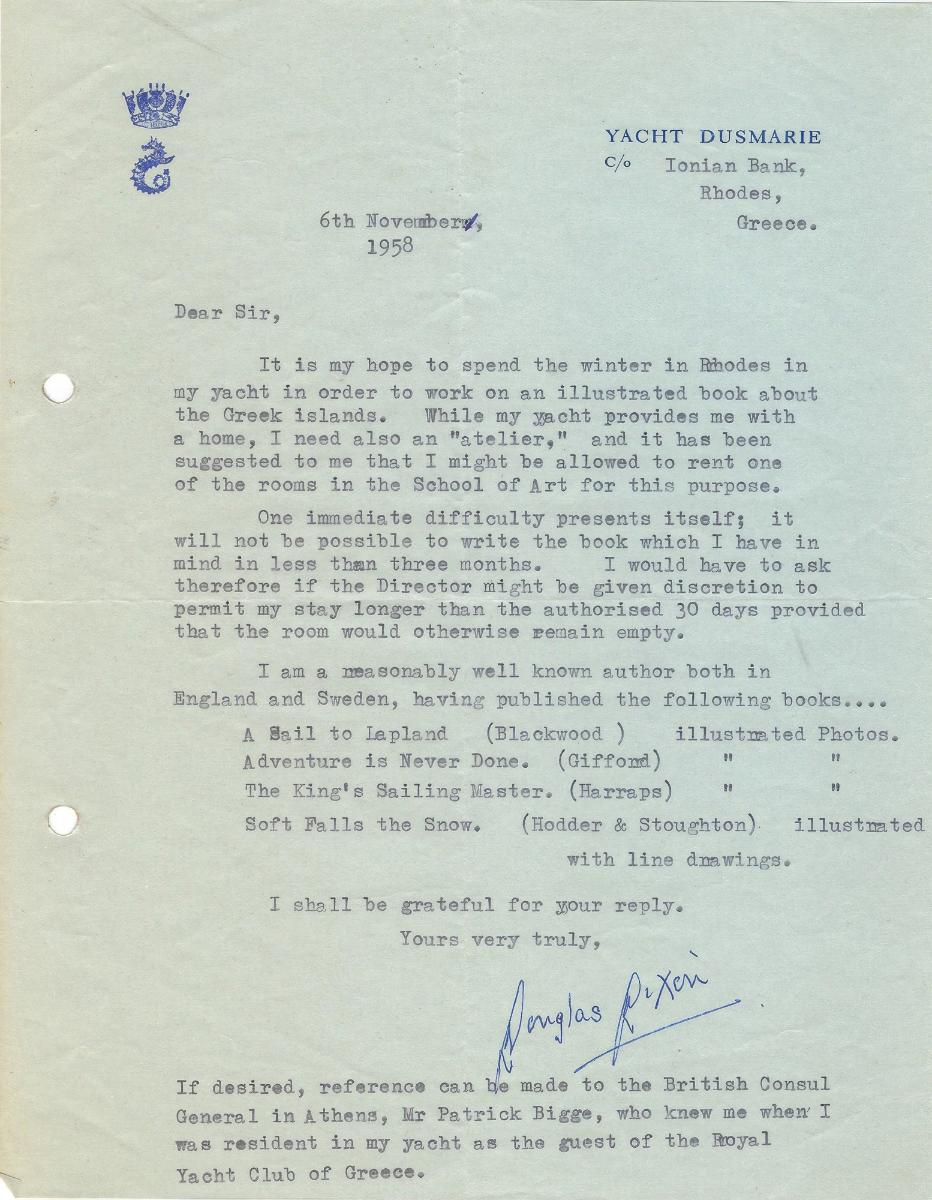 YACHT DUSMARIE
C/o Ionian Bank,
Rhodes,
Greece.
6th November,
1958
Dear Sir,
It is my hope to spend the winter in Rhodes in
my yacht in order to work on an illustrated book about
the Greek islands. While my yacht provides me with
a home, I need also an "atelier," and it has been
suggested to me that I might be allowed to rent one
of the rooms in the School of Art for this purpose.
One immediate difficulty presents itself; it
will not be possible to write the book which I have in
mind in less than three months. I would have to ask
therefore if the Director might be given discretion to
permit my stay longer than the authorised 30 days provided
that the room would otherwise remain empty.
I am a reasonably well known author both in
England and Sweden, having published the following books....
A Sail to Lapland (Blackwood ) illustrated Photos.
Adventure is Never Done. (Gifford) " "
The King's Sailing Master. (Harraps) " "
Soft Falls the Snow. (Hodder & Stoughton) illustrated
with line drawings.
I shall be grateful for your reply.
Yours very truly,
Douglas Dixon
If desired, reference can be made to the British Consul
General in Athens, Mr Patrick Bigge, who knew me when I
was resident in my yacht as the guest of the Royal
Yacht Club of Greece.